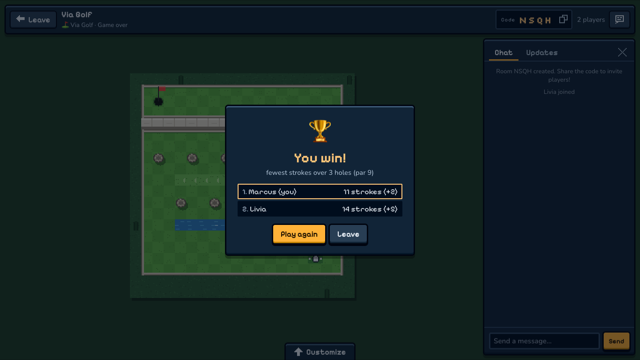 Leave
Via Golf
Via Golf · Game over
Code NSQH
2 players
Chat Updates
Room NSQH created. Share the code to invite
players!
Livia joined
You win!
fewest strokes over 3 holes (par 9)
1. Marcus (you) 11 strokes (+2)
2. Livia 14 strokes (+5)
Play again Leave
Customize
Send a message... Send